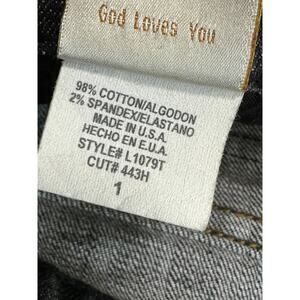 God Loves You
98% COTTON/ALGODON
2% SPANDEX/ELASTANO
MADE IN U.S.A.
HECHO EN E.U.A.
STYLE# L1079T
CUT# 443H
1